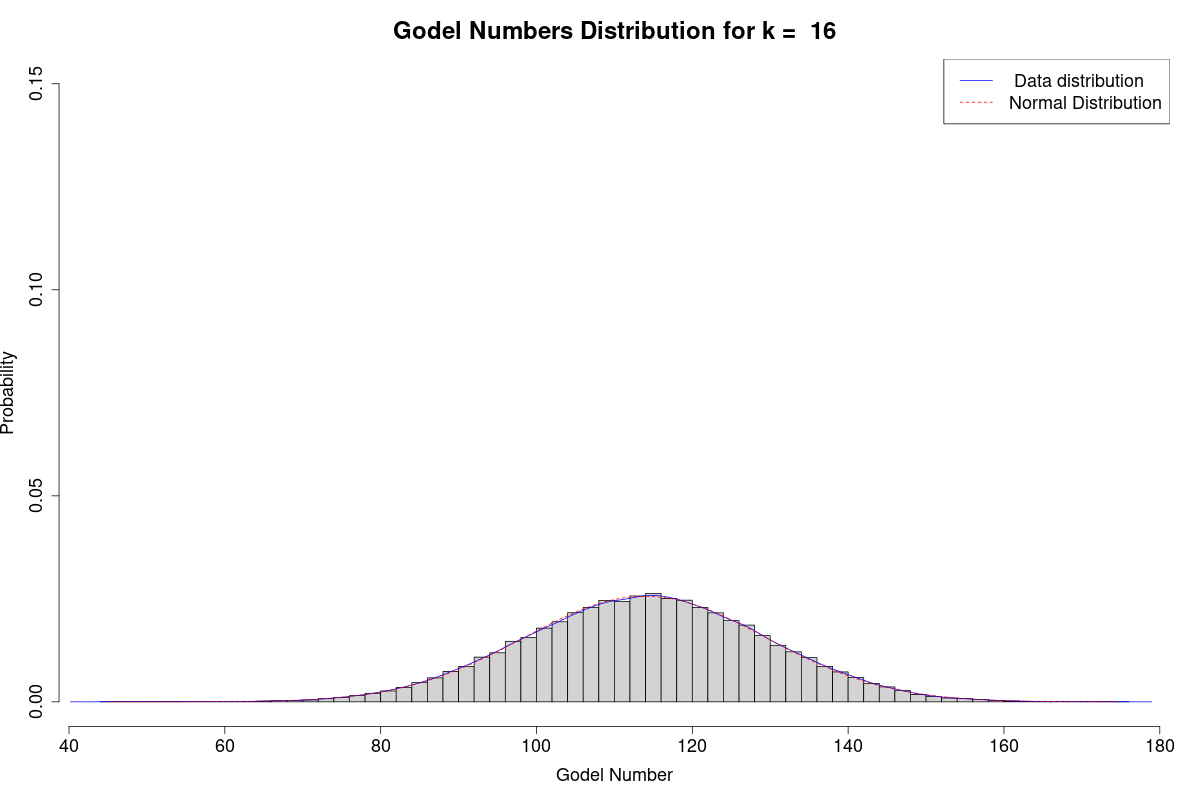 Godel Numbers Distribution for k =  16
Data distribution
Normal Distribution
0.15
0.10
0.05
0.00
Probability
40 60 80 100 120 140 160 180
Godel Number